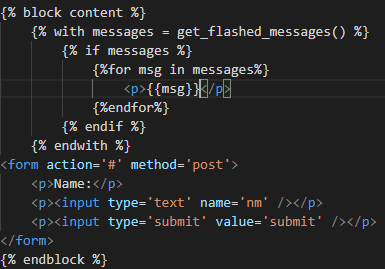 {% block content %}
{% with messages = get_flashed_messages() %}
{% if messages %}
{%for msg in messages%}
<p>{{msg}}</p>
{%endfor%}
{% endif %}
{% endwith %}
<form action='#' method='post'>
<p>Name:</p>
<p><input type='text' name='nm' /></p>
<p><input type='submit' value='submit' /></p>
</form>
{% endblock %}